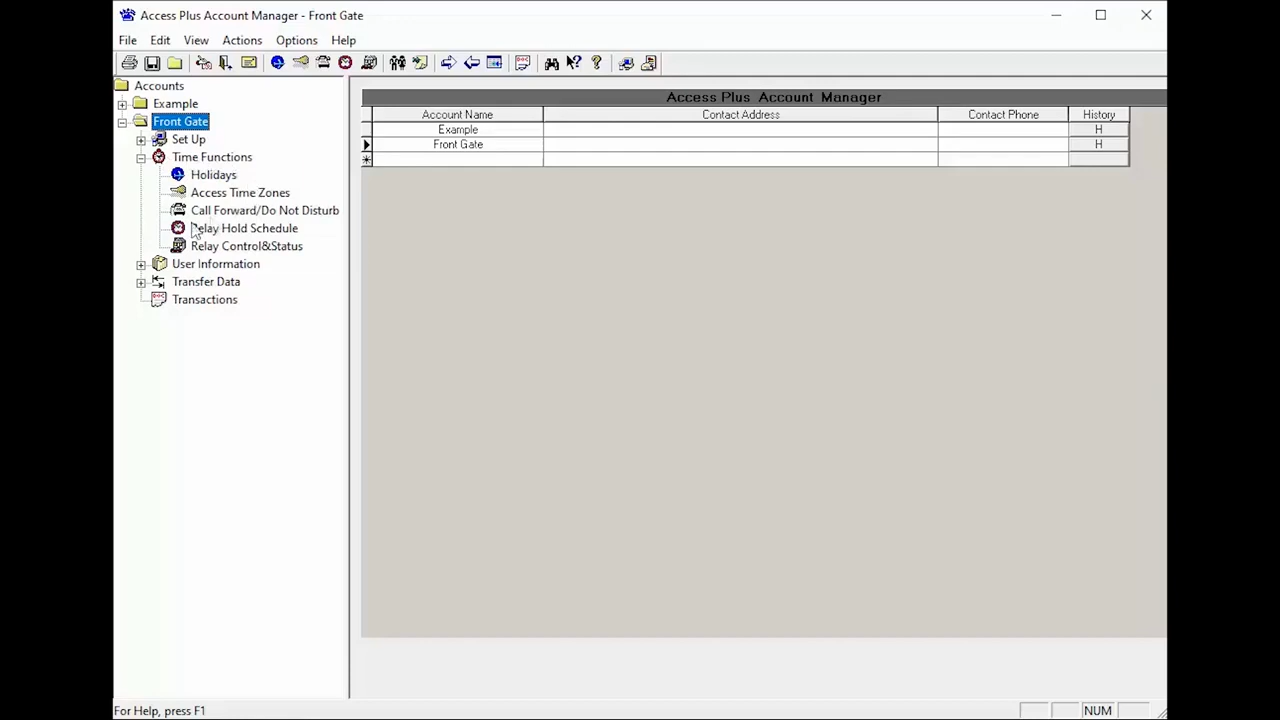 Access Plus Account Manager - Front Gate
File Edit View Actions Options Help
Accounts
Example
Front Gate
Set Up
Time Functions
Holidays
Access Time Zones
Call Forward/Do Not Disturb
Relay Hold Schedule
Relay Control&Status
User Information
Transfer Data
Transactions
Access Plus Account Manager
Account Name Contact Address Contact Phone History
Example H
Front Gate H
For Help, press F1 NUM